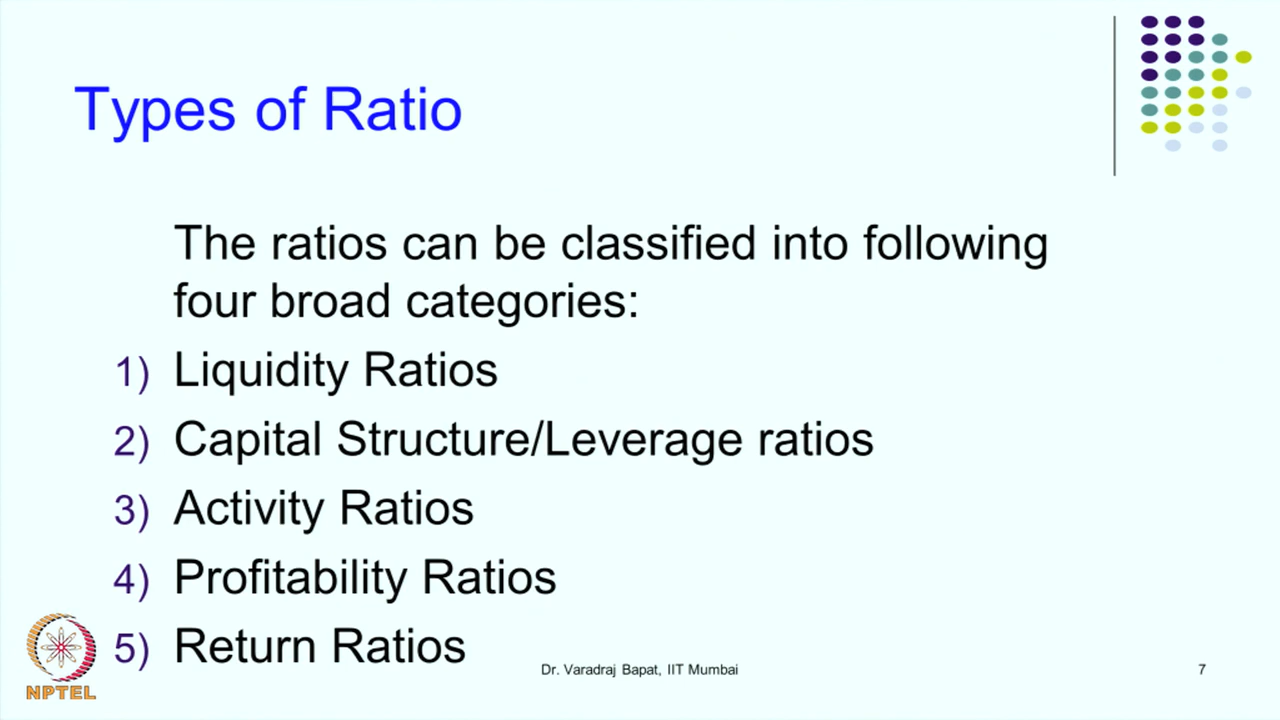 Types of Ratio
The ratios can be classified into following
four broad categories:
1) Liquidity Ratios
2) Capital Structure/Leverage ratios
3) Activity Ratios
4) Profitability Ratios
5) Return Ratios
NPTEL
Dr. Varadraj Bapat, IIT Mumbai
7